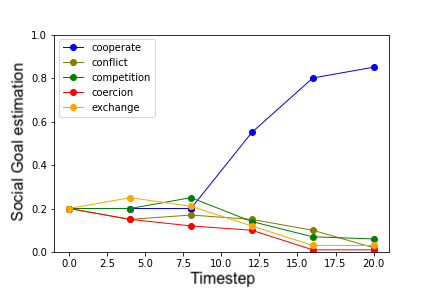 1.0
0.8
0.6
0.4
0.2
0.0
Social Goal estimation
cooperate
conflict
competition
coercion
exchange
0.0 2.5 5.0 7.5 10.0 12.5 15.0 17.5 20.0
Timestep